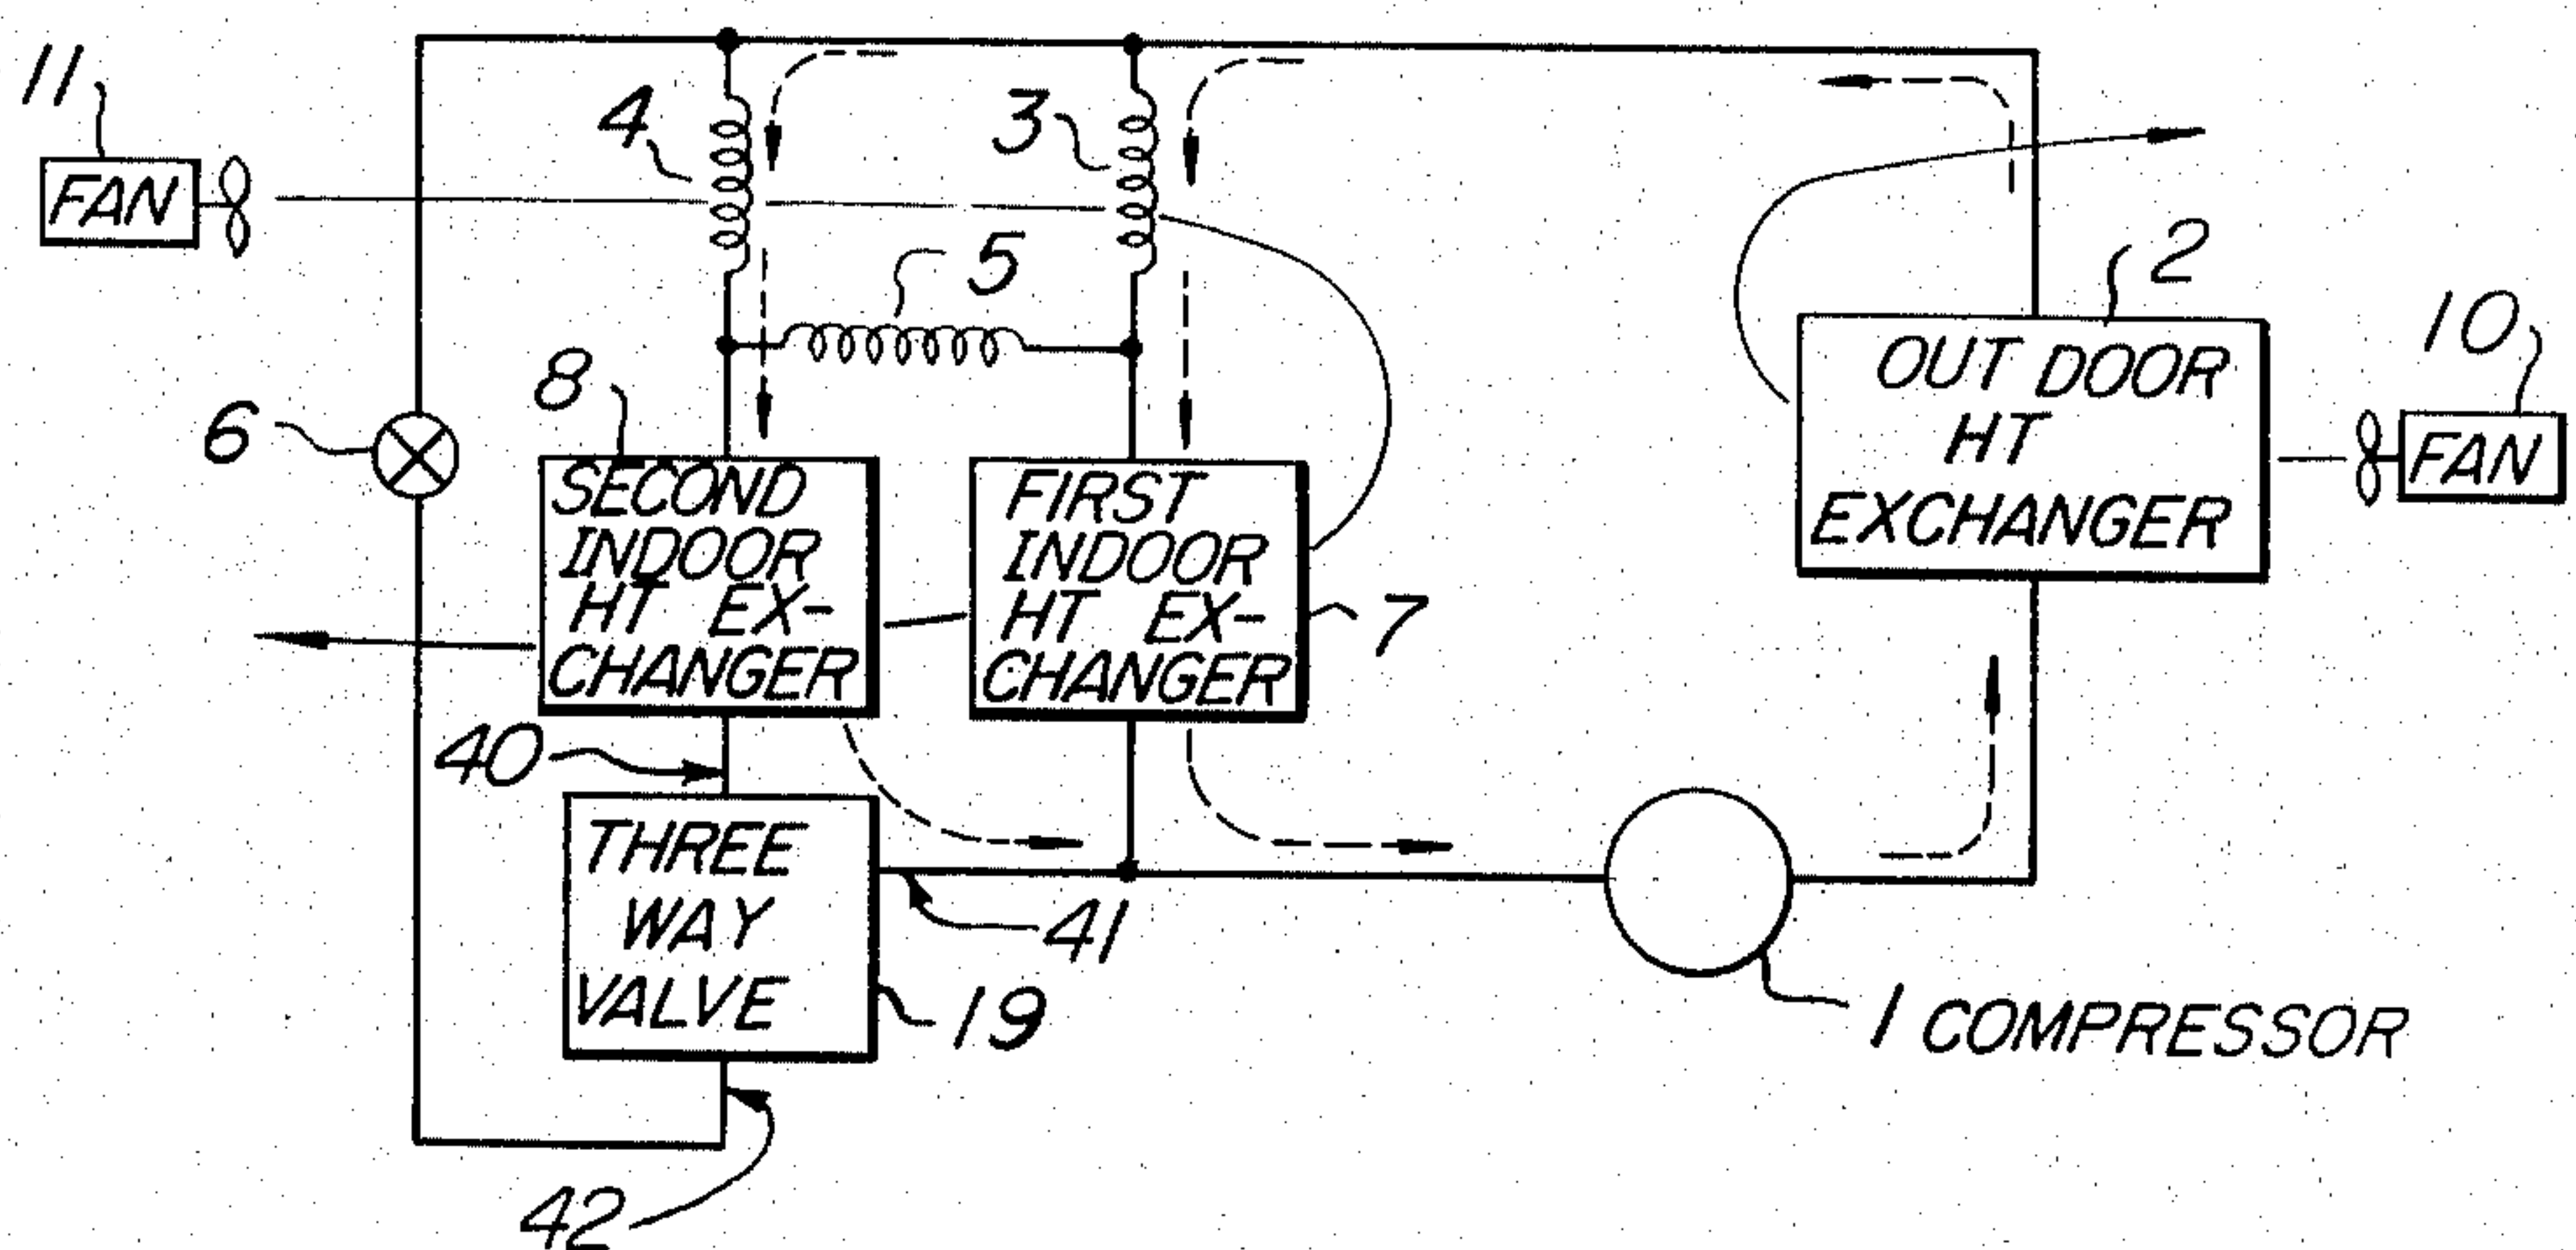 11
FAN
4
3
5
2
10
FAN
OUT DOOR
HT
EXCHANGER
6
8
SECOND
INDOOR
HT EX-
CHANGER
FIRST
INDOOR
HT EX-
CHANGER
7
40
THREE
WAY
VALVE
41
19
1 COMPRESSOR
42